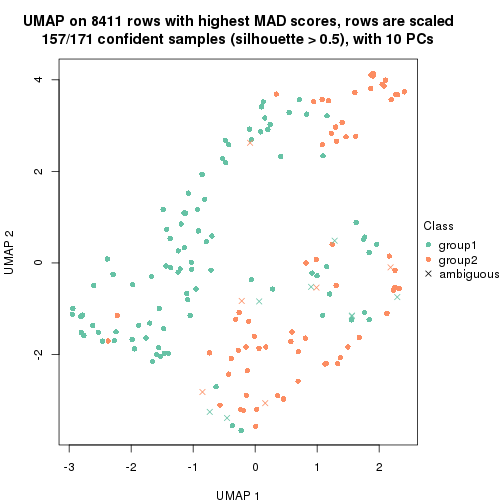 UMAP on 8411 rows with highest MAD scores, rows are scaled
157/171 confident samples (silhouette > 0.5), with 10 PCs
4
2
0
-2
UMAP 2
-3
-2
-1
0
1
2
UMAP 1
Class
group1
group2
ambiguous